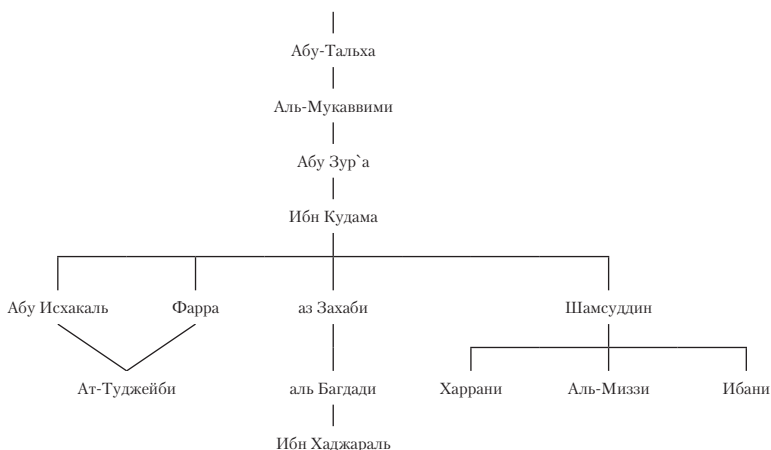 Абу-Тальха
Аль-Мукаввими
Абу Зур`а
Ибн Кудама
Абу Исхакаль
Фарра
аз Захаби
Шамсуддин
Ат-Туджейби
аль Багдади
Харрани
Аль-Миззи
Ибани
Ибн Хаджараль